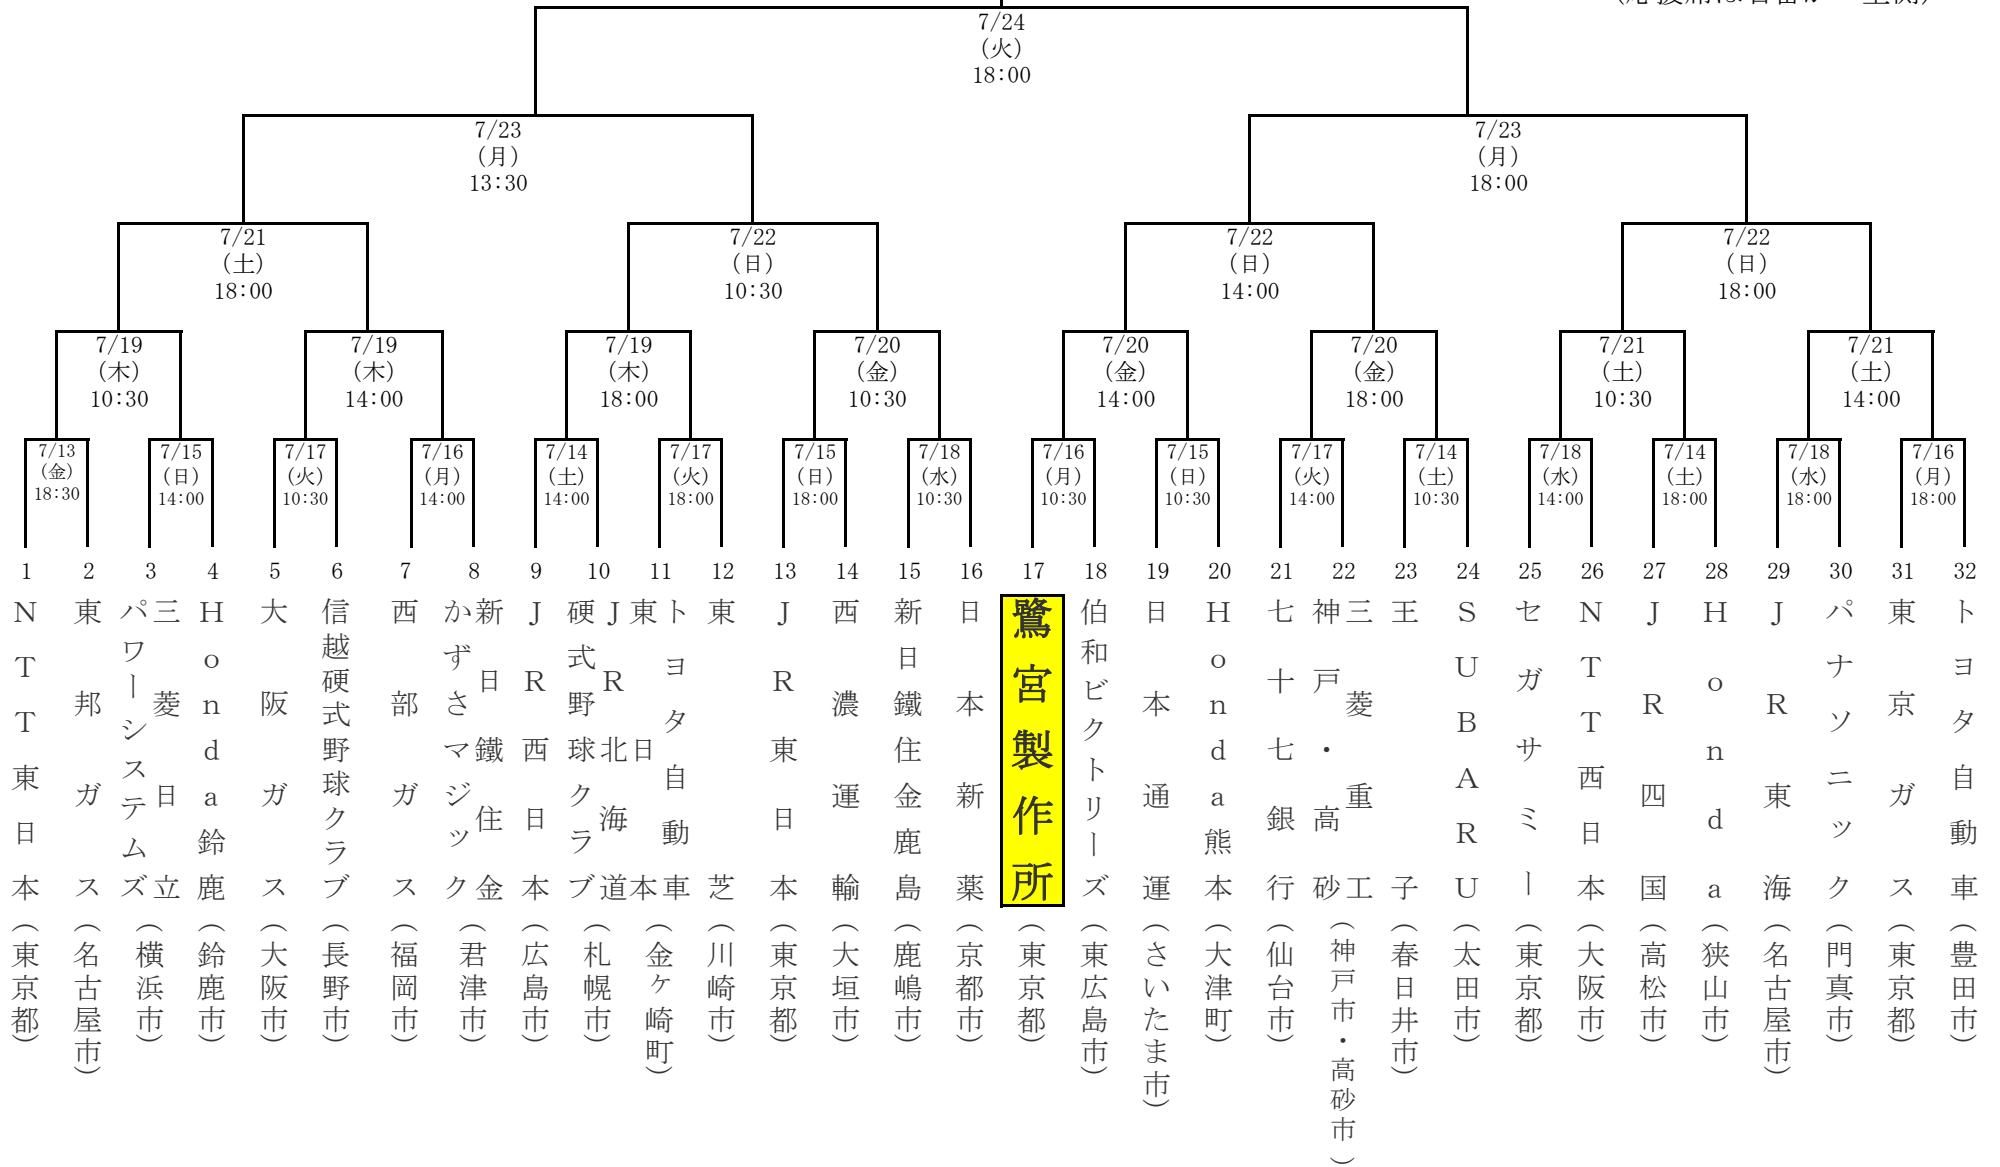 7/24
(火)
18:00
7/23
(月)
13:30
7/23
(月)
18:00
7/21
(土)
18:00
7/22
(日)
10:30
7/22
(日)
14:00
7/22
(日)
18:00
7/19
(木)
10:30
7/19
(木)
14:00
7/19
(木)
18:00
7/20
(金)
10:30
7/20
(金)
14:00
7/20
(金)
18:00
7/21
(土)
10:30
7/21
(土)
14:00
7/13
(金)
18:30
7/15
(日)
14:00
7/17
(火)
10:30
7/16
(月)
14:00
7/14
(土)
14:00
7/17
(火)
18:00
7/15
(日)
18:00
7/18
(水)
10:30
7/16
(月)
10:30
7/15
(日)
10:30
7/17
(火)
14:00
7/14
(土)
10:30
7/18
(水)
14:00
7/14
(土)
18:00
7/18
(水)
18:00
7/16
(月)
18:00
1
NTT東日本(東京都)
2
東邦ガス(名古屋市)
3
三菱日立
パワーシステムズ
(横浜市)
4
Honda鈴鹿(鈴鹿市)
5
大阪ガス(大阪市)
6
信越硬式野球クラブ(長野市)
7
西部ガス(福岡市)
8
新日鐵住金
かずさマジック
(君津市)
9
JR西日本(広島市)
10
JR北海道
硬式野球クラブ
(札幌市)
11
トヨタ自動車
東日本
(金ヶ崎町)
12
東芝(川崎市)
13
JR東日本(東京都)
14
西濃運輸(大垣市)
15
新日鐵住金鹿島(鹿嶋市)
16
日本新薬(京都市)
17
鷺宮製作所(東京都)
18
伯和ビクトリーズ(東広島市)
19
日本通運(さいたま市)
20
Honda熊本(大津町)
21
七十七銀行(仙台市)
22
三菱重工
神戸・高砂
(神戸市・高砂市)
23
王子(春日井市)
24
SUBARU(太田市)
25
セガサミー(東京都)
26
NTT西日本(大阪市)
27
JR四国(高松市)
28
Honda(狭山市)
29
JR東海(名古屋市)
30
パナソニック(門真市)
31
東京ガス(東京都)
32
トヨタ自動車(豊田市)